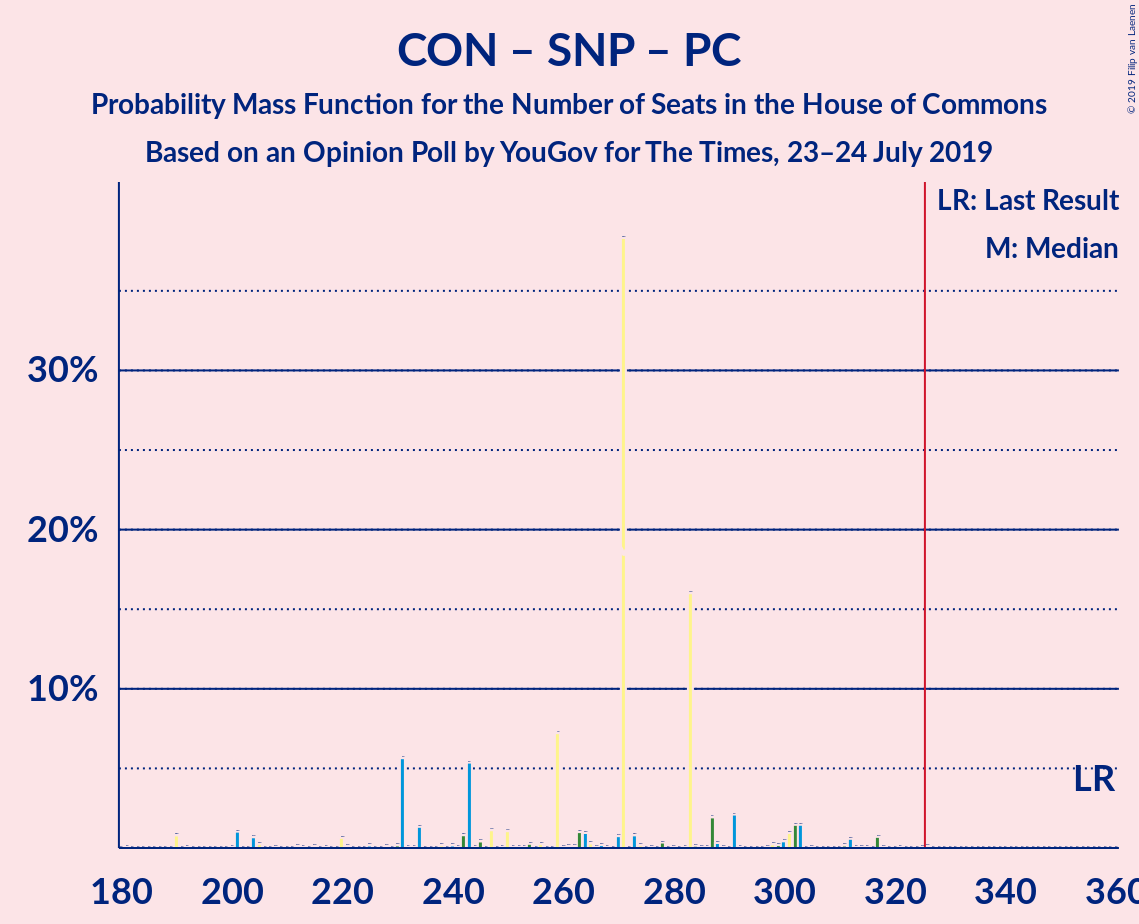 CON – SNP – PC
Probability Mass Function for the Number of Seats in the House of Commons
Based on an Opinion Poll by YouGov for The Times, 23–24 July 2019
© 2019 Filip van Laenen
LR: Last Result
M: Median
30%
20%
10%
LR
180 200 220 240 260 280 300 320 340 360